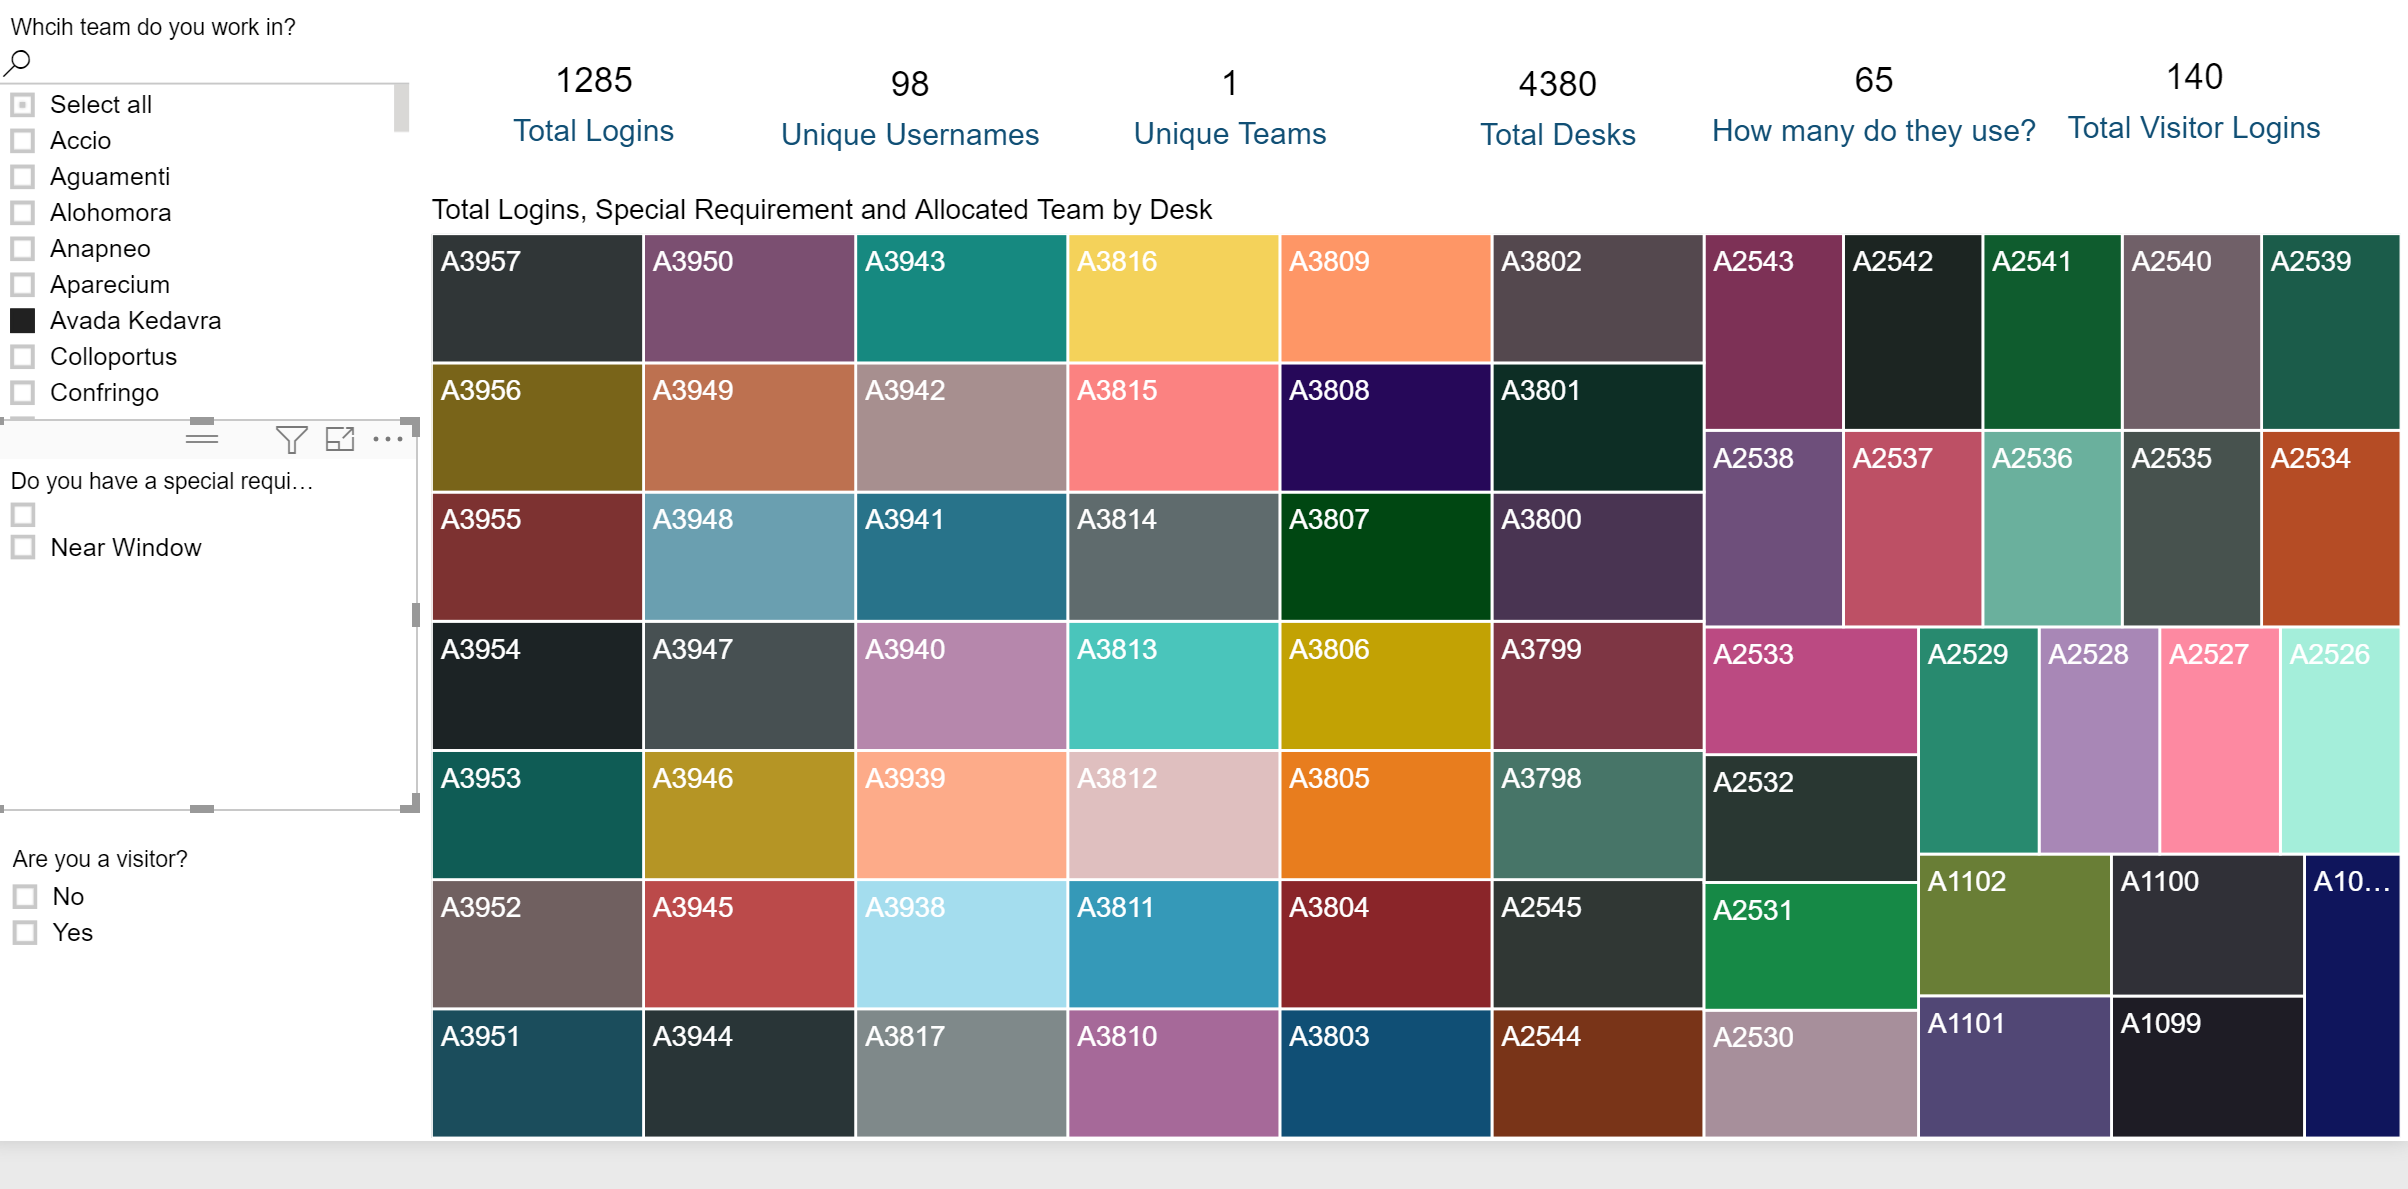 Whcih team do you work in?
Select all
Accio
Aguamenti
Alohomora
Anapneo
Aparecium
Avada Kedavra
Colloportus
Confringo
Do you have a special requi…
Near Window
Are you a visitor?
No
Yes
1285
Total Logins
98
Unique Usernames
1
Unique Teams
4380
Total Desks
65
How many do they use?
140
Total Visitor Logins
Total Logins, Special Requirement and Allocated Team by Desk
A3957
A3956
A3955
A3954
A3953
A3952
A3951
A3950
A3949
A3948
A3947
A3946
A3945
A3944
A3943
A3942
A3941
A3940
A3939
A3938
A3817
A3816
A3815
A3814
A3813
A3812
A3811
A3810
A3809
A3808
A3807
A3806
A3805
A3804
A3803
A3802
A3801
A3800
A3799
A3798
A2545
A2544
A2543
A2542
A2541
A2540
A2539
A2538
A2537
A2536
A2535
A2534
A2533
A2532
A2531
A2530
A2529
A2528
A2527
A2526
A1102
A1101
A1100
A1099
A10…